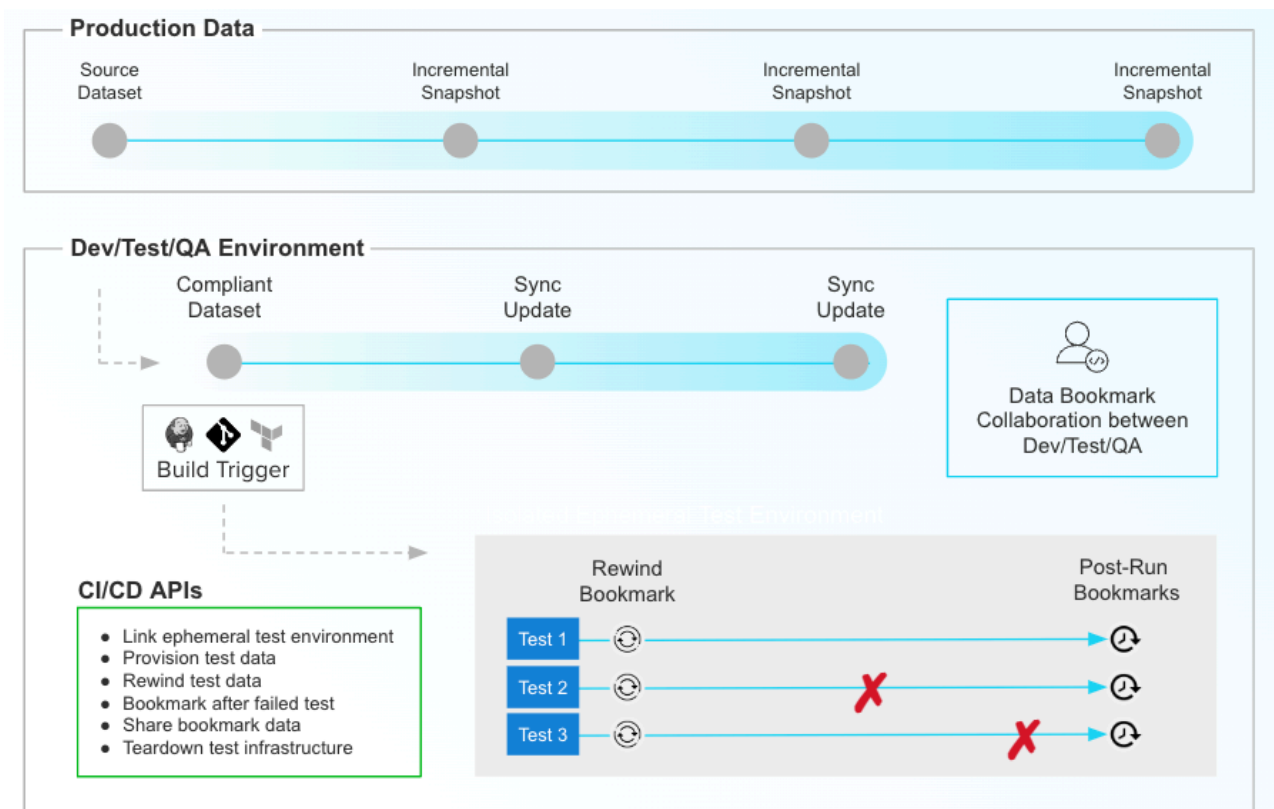 Production Data
Source
Dataset
Incremental
Snapshot
Incremental
Snapshot
Incremental
Snapshot
Dev/Test/QA Environment
Compliant
Dataset
Sync
Update
Sync
Update
Data Bookmark
Collaboration between
Dev/Test/QA
Build Trigger
Ephemeral Test Environment
CI/CD APIs
● Link ephemeral test environment
● Provision test data
● Rewind test data
● Bookmark after failed test
● Share bookmark data
● Teardown test infrastructure
Rewind
Bookmark
Post-Run
Bookmarks
Test 1
Test 2
Test 3